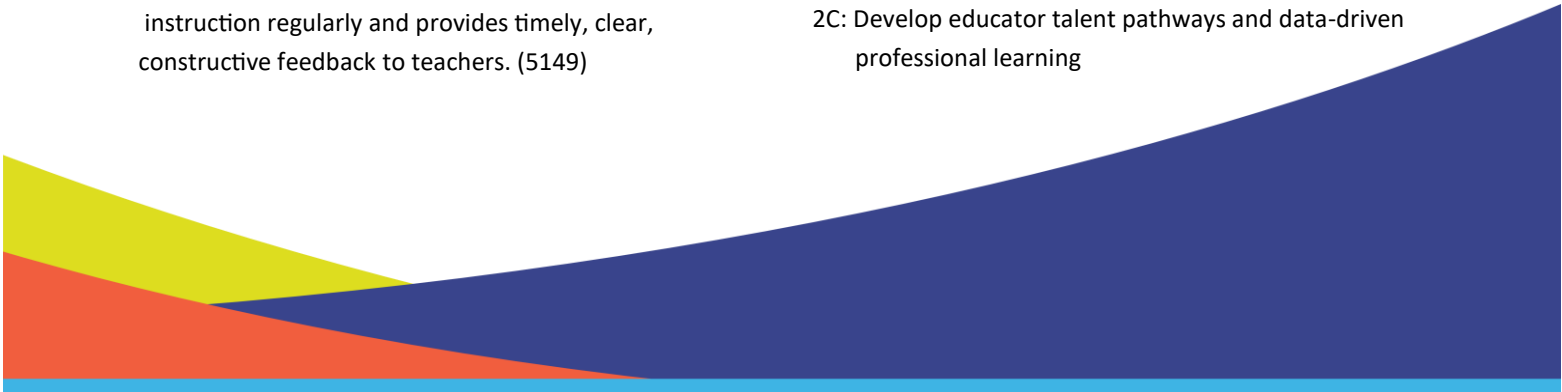 instruction regularly and provides timely, clear,
constructive feedback to teachers. (5149)
2C: Develop educator talent pathways and data-driven
professional learning